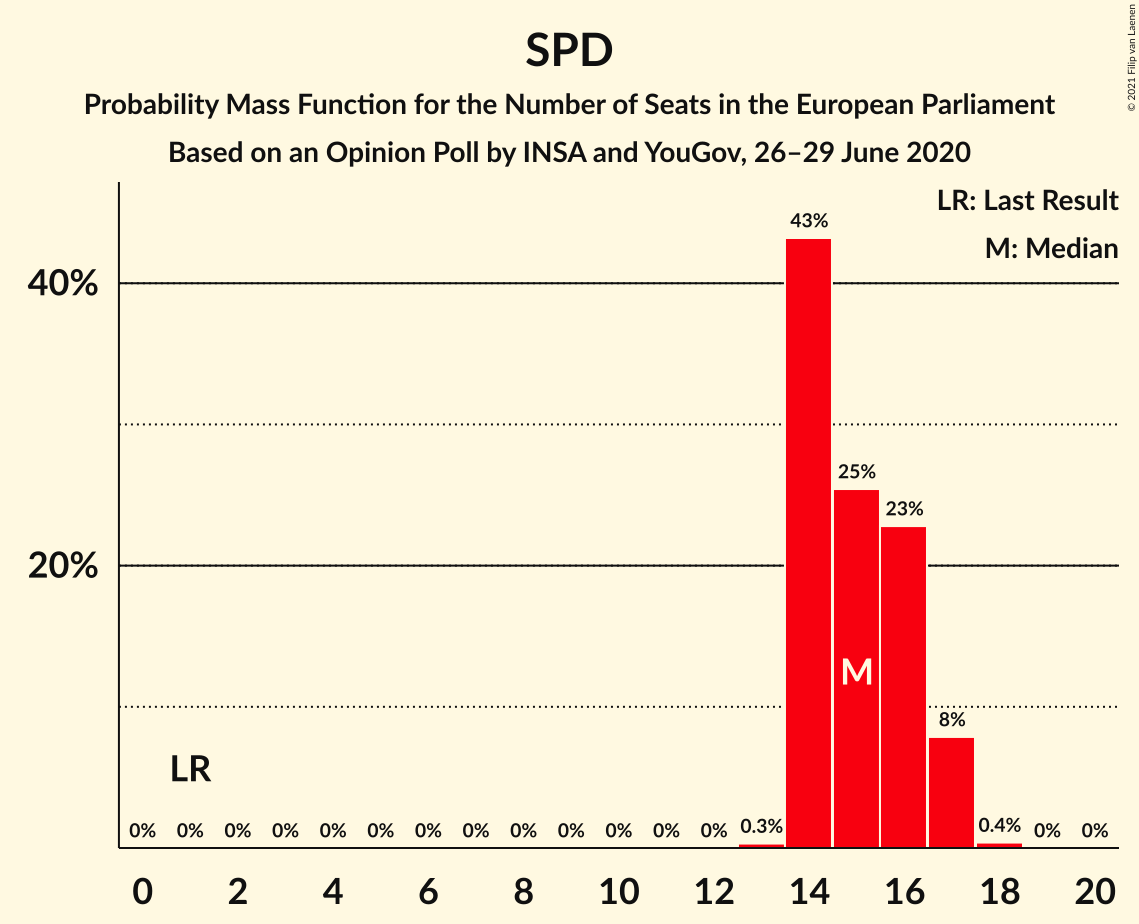 SPD
Probability Mass Function for the Number of Seats in the European Parliament
Based on an Opinion Poll by INSA and YouGov, 26–29 June 2020
© 2021 Filip van Laenen
LR: Last Result
M: Median
43%
40%
25%
23%
20%
M
8%
LR
0% 0% 0% 0% 0% 0% 0% 0% 0% 0% 0% 0% 0% 0.3% 0.4% 0% 0%
0 2 4 6 8 10 12 14 16 18 20